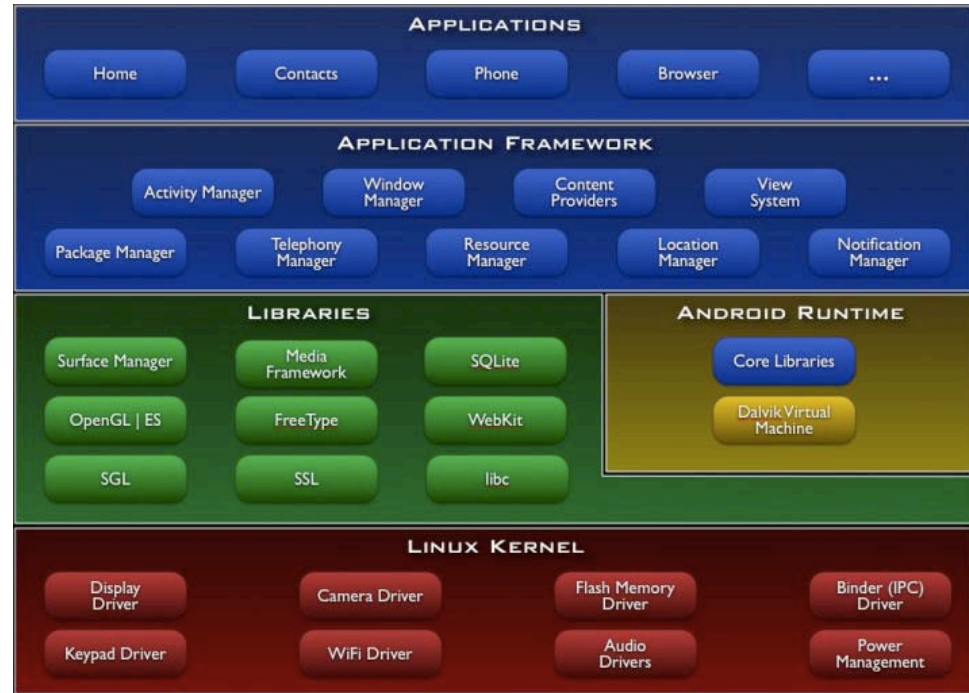 APPLICATIONS
Home
Contacts
Phone
Browser
...
APPLICATION FRAMEWORK
Activity Manager
Window
Manager
Content
Providers
View
System
Package Manager
Telephony
Manager
Resource
Manager
Location
Manager
Notification
Manager
LIBRARIES
Surface Manager
Media
Framework
SQLite
OpenGL | ES
FreeType
WebKit
SGL
SSL
libc
ANDROID RUNTIME
Core Libraries
Dalvik Virtual
Machine
LINUX KERNEL
Display
Driver
Camera Driver
Flash Memory
Driver
Binder (IPC)
Driver
Keypad Driver
WiFi Driver
Audio
Drivers
Power
Management